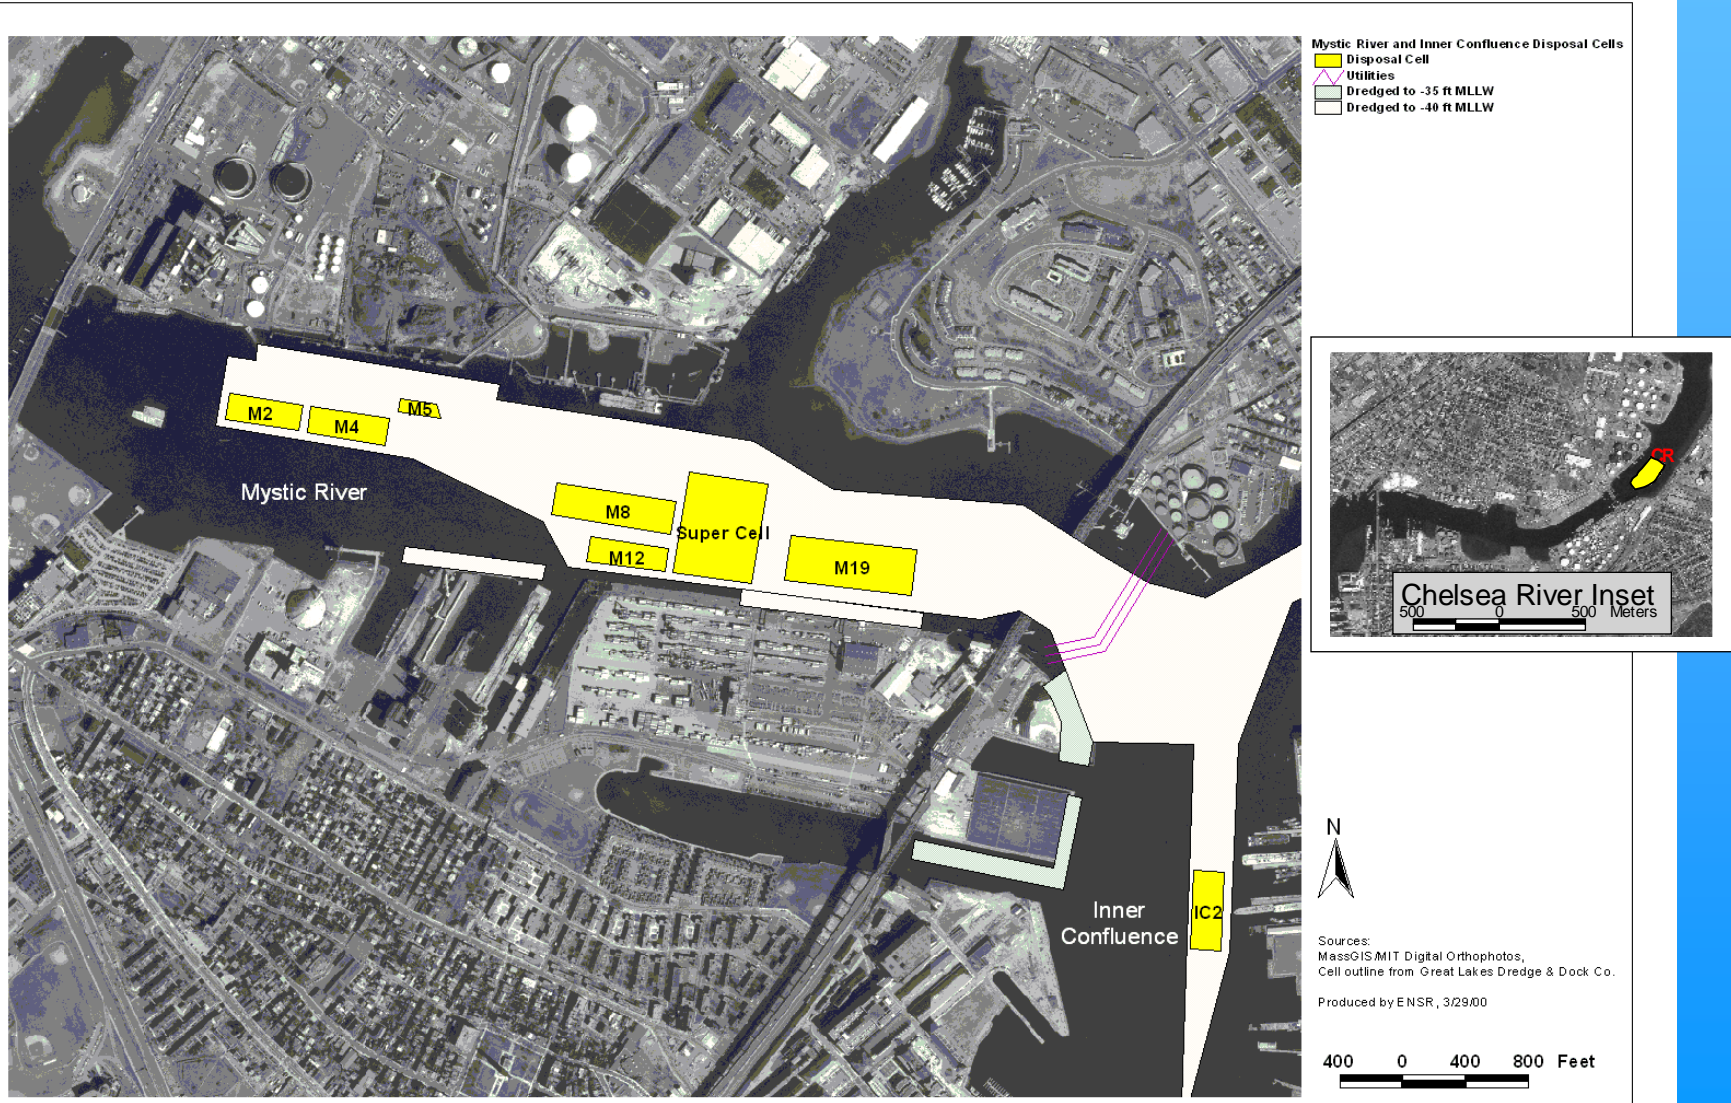 Mystic River and Inner Confluence Disposal Cells
Disposal Cell
Utilities
Dredged to -35 ft MLLW
Dredged to -40 ft MLLW
M2
M4
M5
Mystic River
M8
Super Cell
M12
M19
CR
Chelsea River Inset
500 0 500 Meters
N
Inner
Confluence
IC2
Sources:
MassGIS/MIT Digital Orthophotos,
Cell outline from Great Lakes Dredge & Dock Co.
Produced by ENSR, 3/29/00
400 0 400 800 Feet